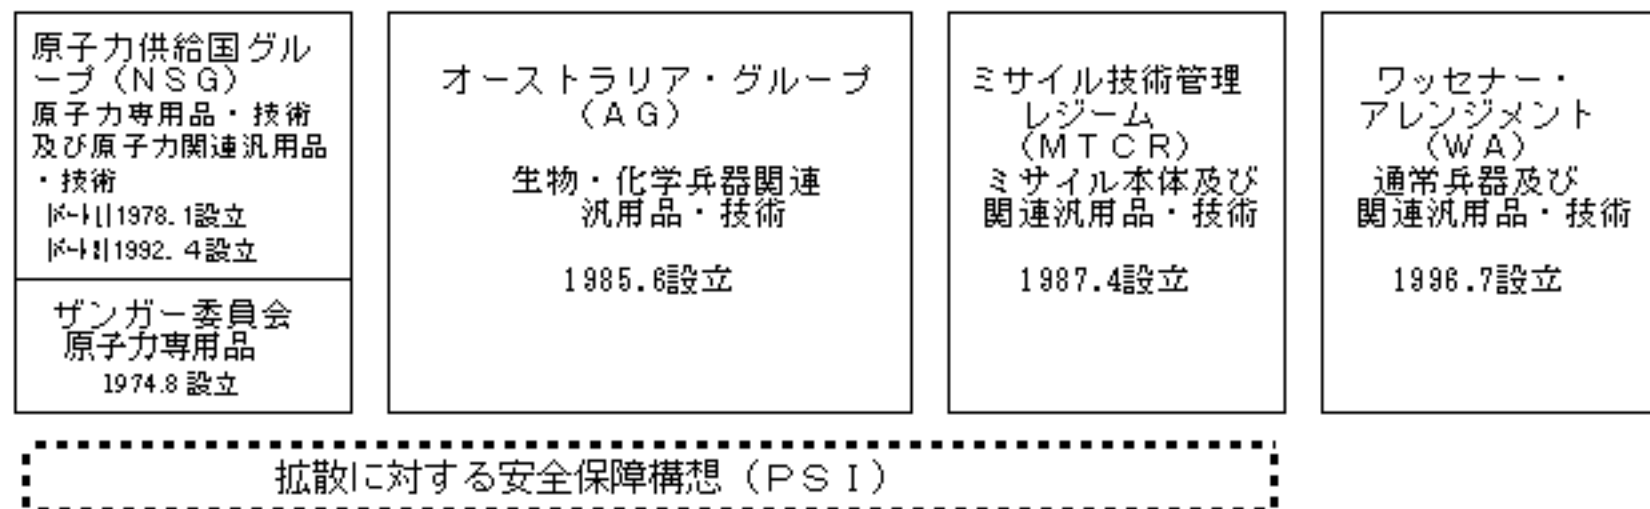 原子力供給国グル
ープ（NSG）
原子力専用品・技術
及び原子力関連汎用品
・技術
1978.1設立
1992.4設立
ザンガー委員会
原子力専用品
1974.8設立
オーストラリア・グループ
（AG）
生物・化学兵器関連
汎用品・技術
1985.6設立
ミサイル技術管理
レジーム
（MTCR）
ミサイル本体及び
関連汎用品・技術
1987.4設立
ワッセナー・
アレンジメント
（WA）
通常兵器及び
関連汎用品・技術
1996.7設立
拡散に対する安全保障構想（PSI）